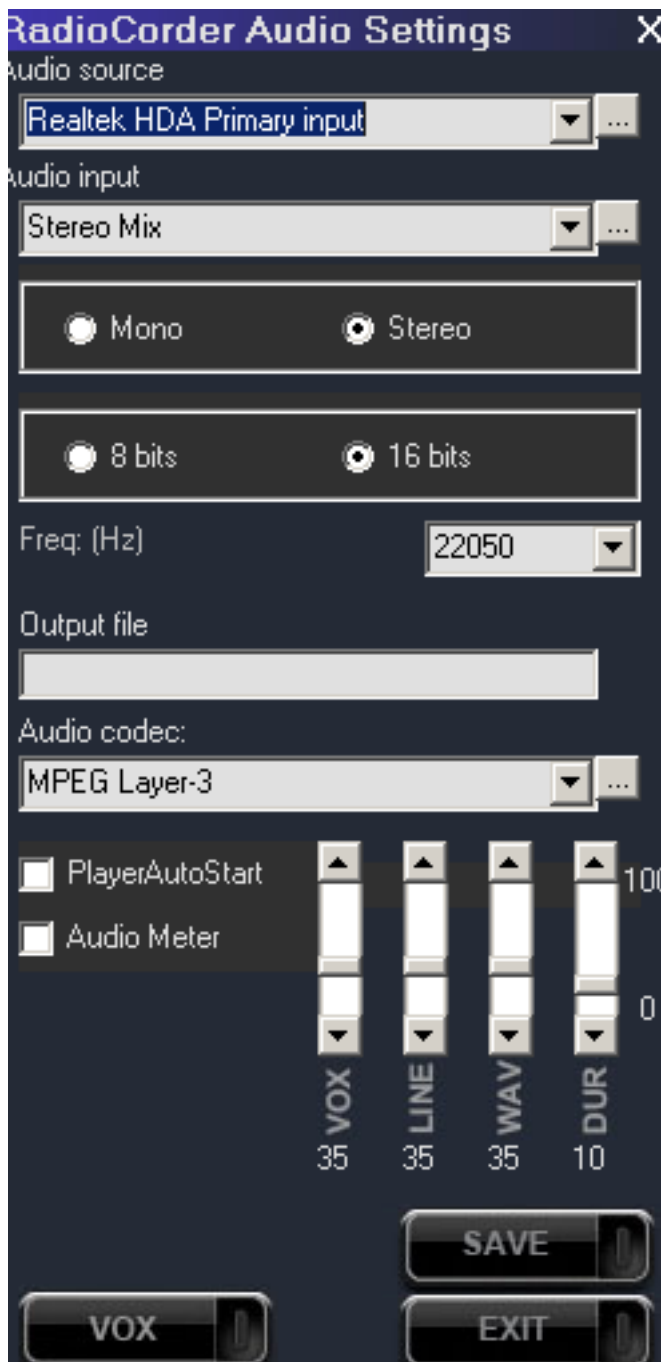 RadioCorder Audio Settings X
Audio source
Realtek HDA Primary input ...
Audio input
Stereo Mix ...
Mono Stereo
8 bits 16 bits
Freq: (Hz) 22050
Output file
Audio codec:
MPEG Layer-3 ...
PlayerAutoStart 100
Audio Meter
0
VOX LINE WAV DUR
35 35 35 10
SAVE
VOX EXIT